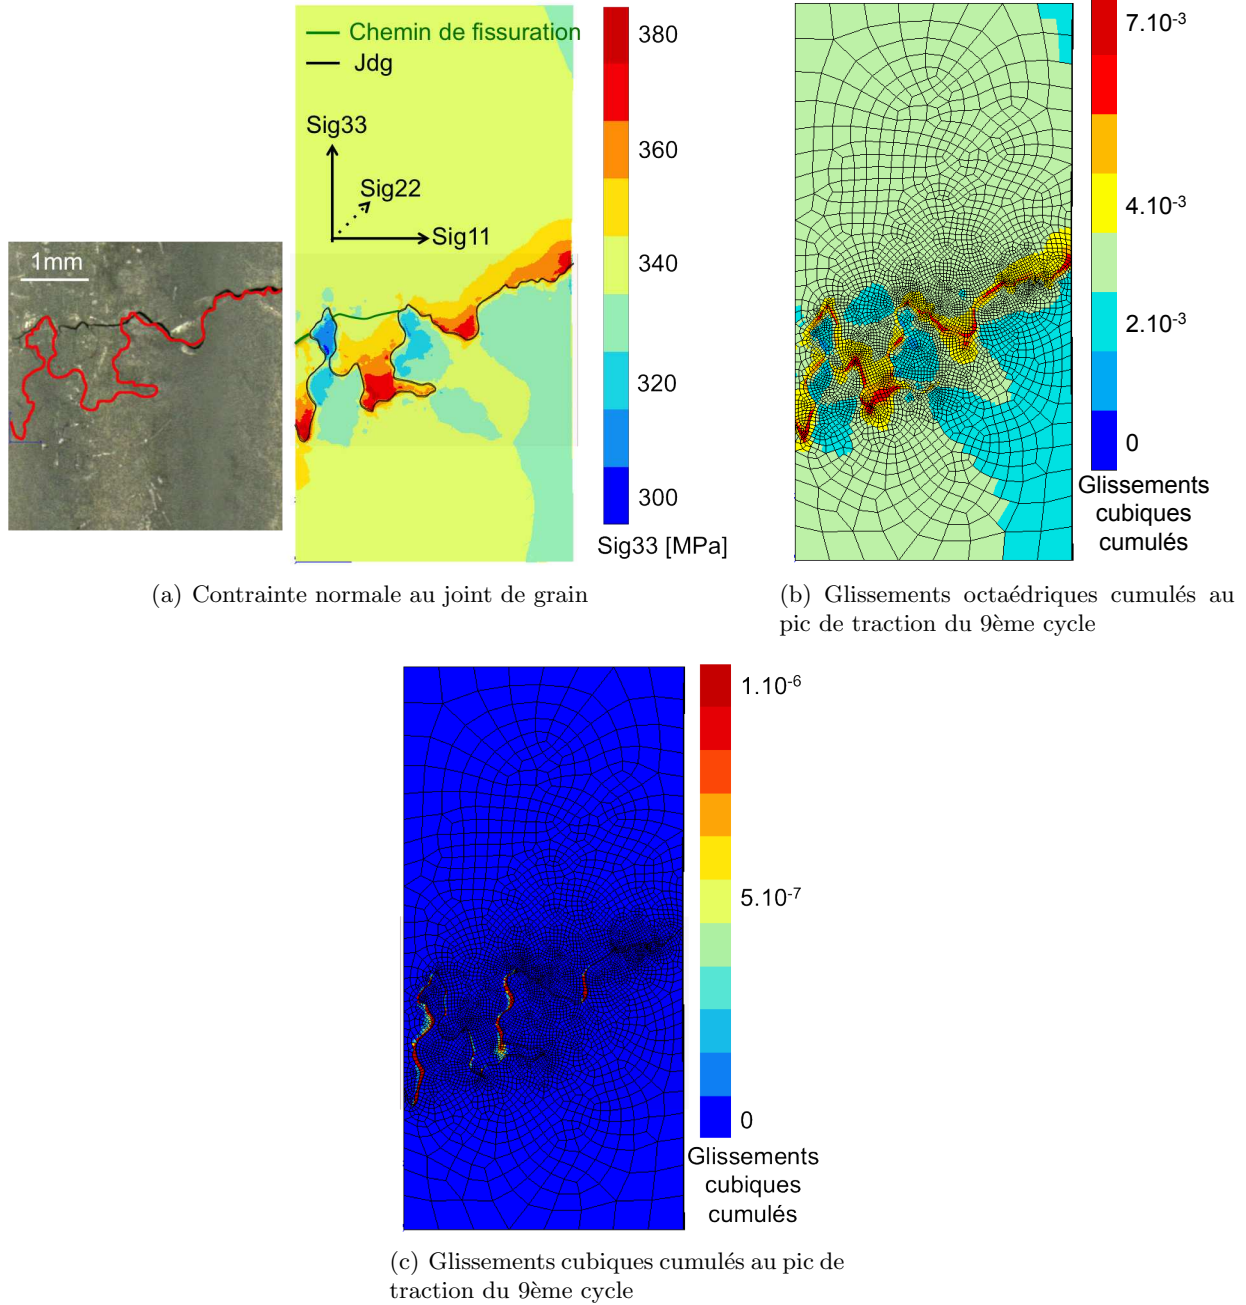 Chemin de fissuration
Jdg
Sig33
Sig22
Sig11
1mm
380
360
340
320
300
Sig33 [MPa]
7.10-3
4.10-3
2.10-3
0
Glissements
cubiques
cumulés
(a) Contrainte normale au joint de grain
(b) Glissements octaédriques cumulés au
pic de traction du 9ème cycle
1.10-6
5.10-7
0
Glissements
cubiques
cumulés
(c) Glissements cubiques cumulés au pic de
traction du 9ème cycle